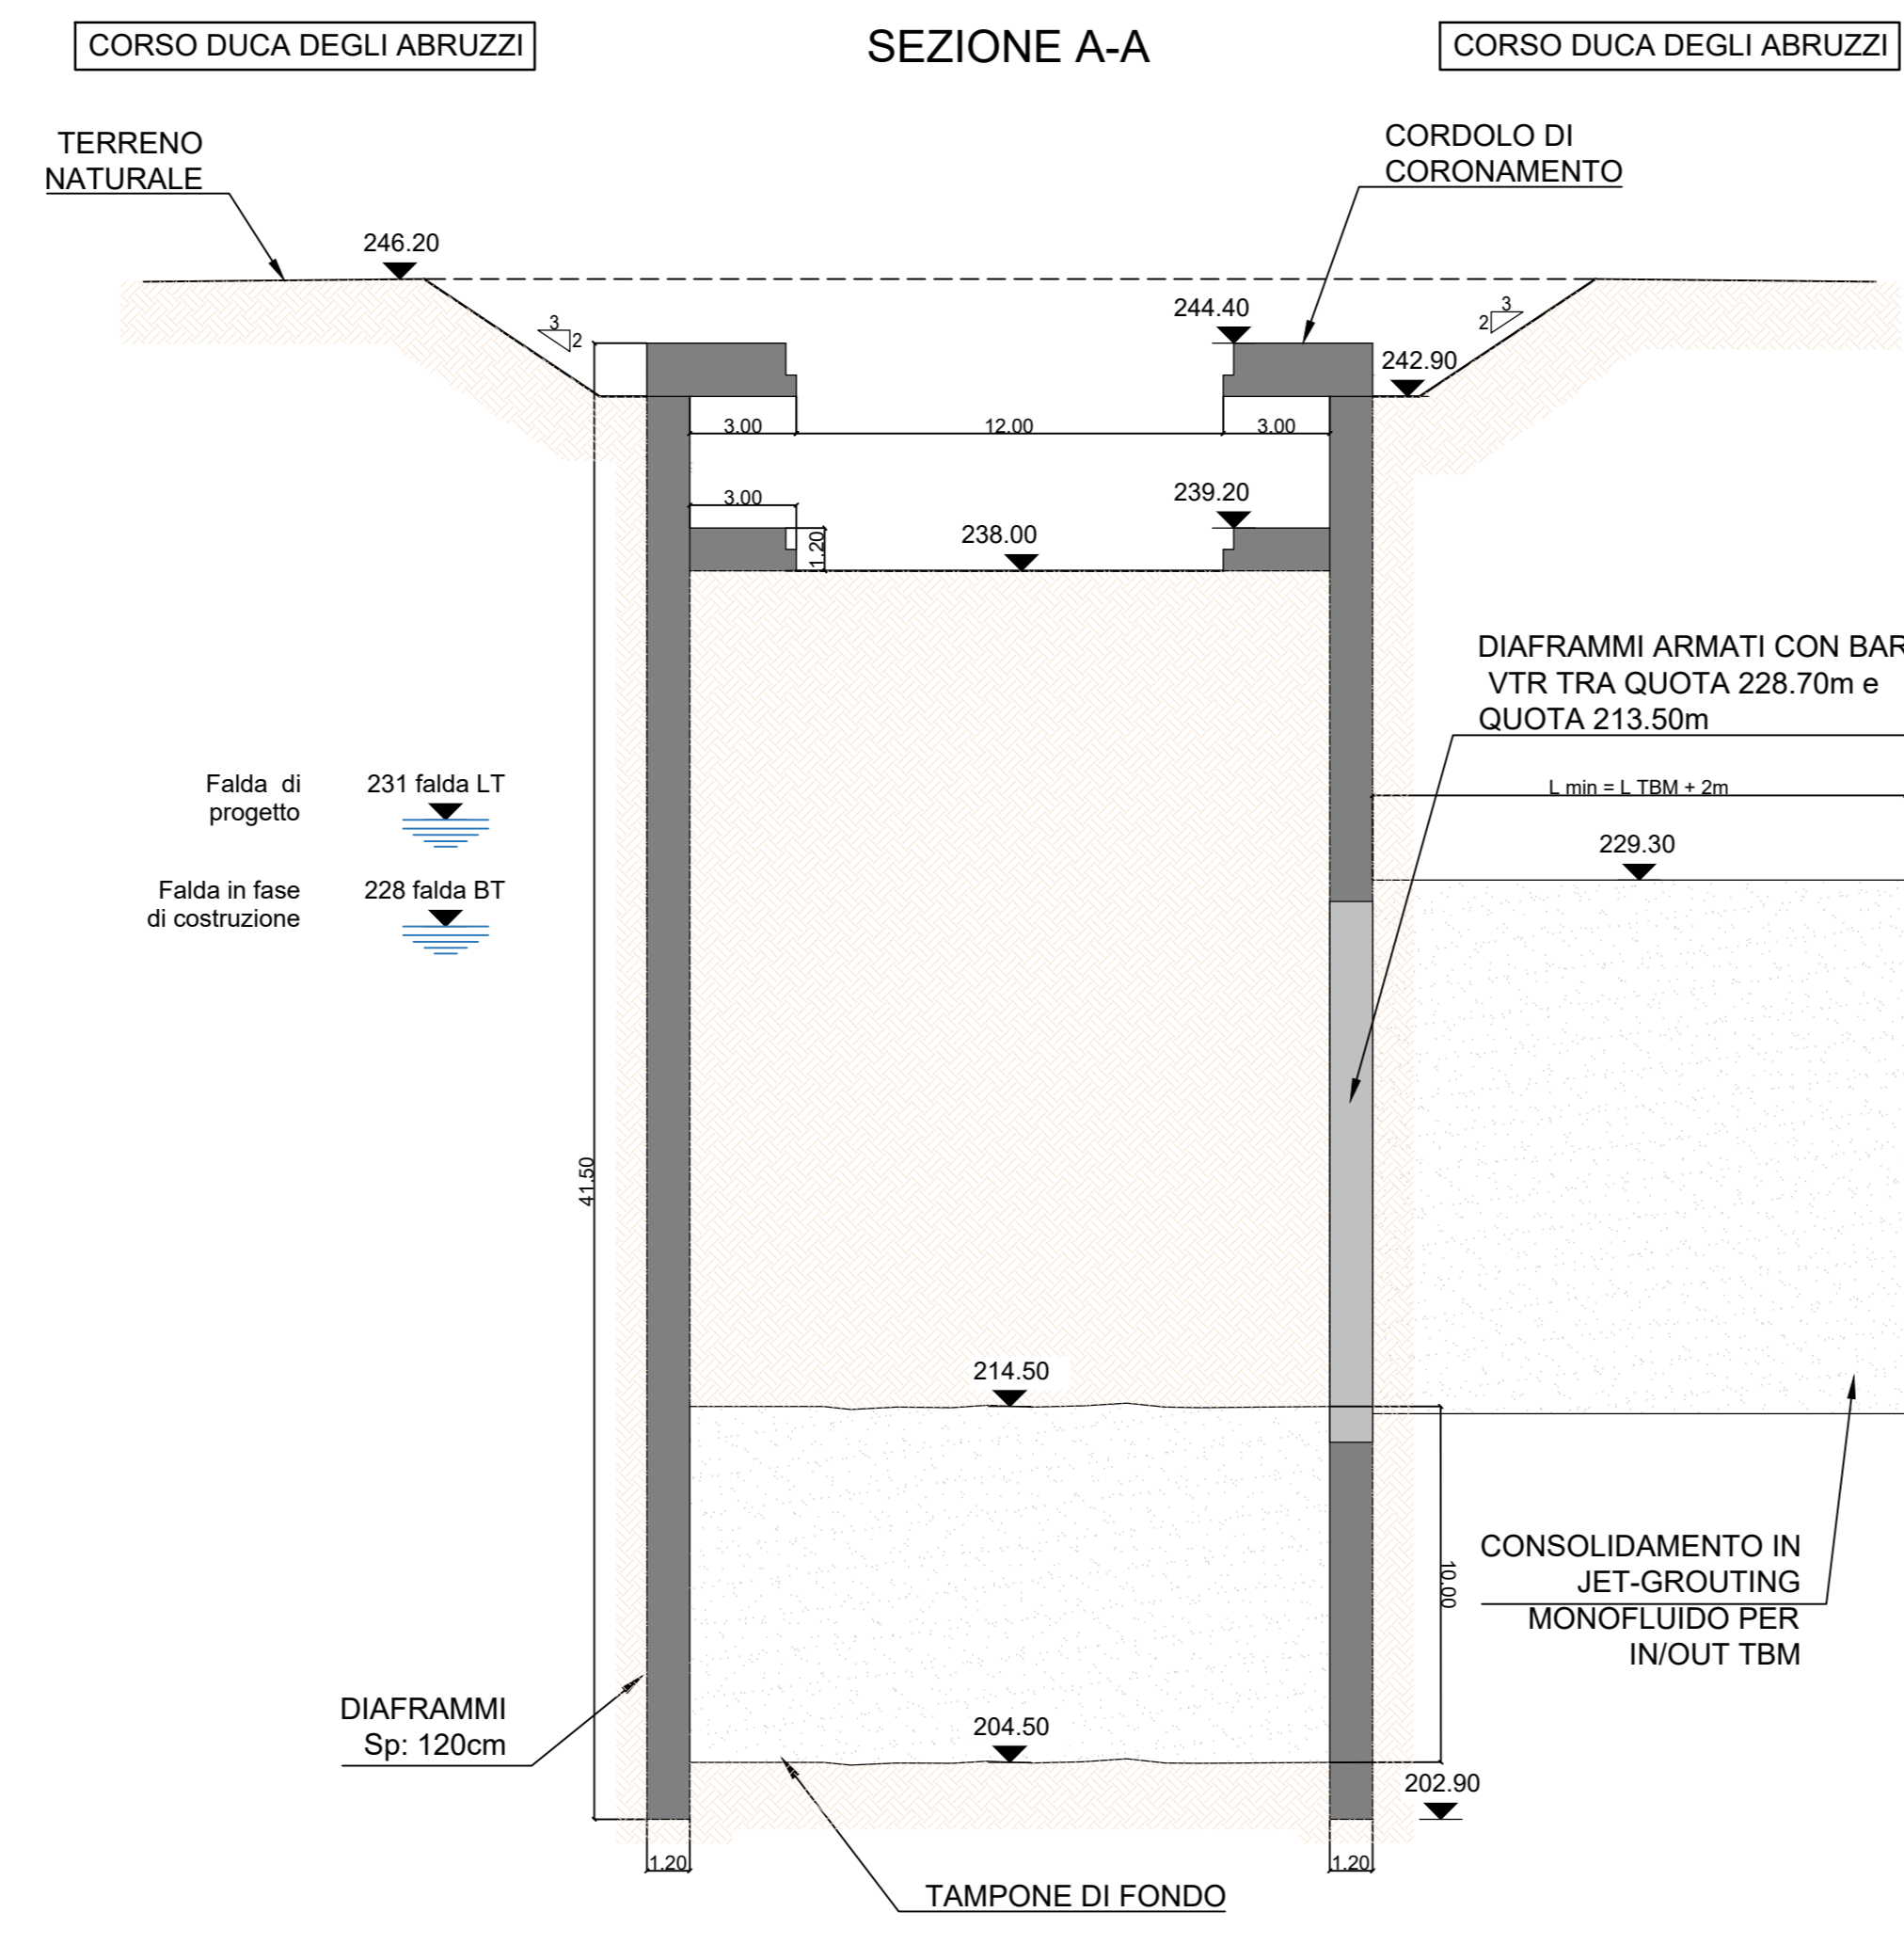 CORSO DUCA DEGLI ABRUZZI
SEZIONE A-A
CORSO DUCA DEGLI ABRUZZI
TERRENO
NATURALE
CORDOLO DI
CORONAMENTO
246.20
244.40
242.90
3
2
3
2
3.00
12.00
3.00
3.00
239.20
238.00
1.20
DIAFRAMMI ARMATI CON BAR
VTR TRA QUOTA 228.70m e
QUOTA 213.50m
L min = L TBM + 2m
Falda di
progetto
231 falda LT
229.30
Falda in fase
di costruzione
228 falda BT
41.50
214.50
10.00
CONSOLIDAMENTO IN
JET-GROUTING
MONOFLUIDO PER
IN/OUT TBM
DIAFRAMMI
Sp: 120cm
204.50
202.90
1.20
1.20
TAMPONE DI FONDO